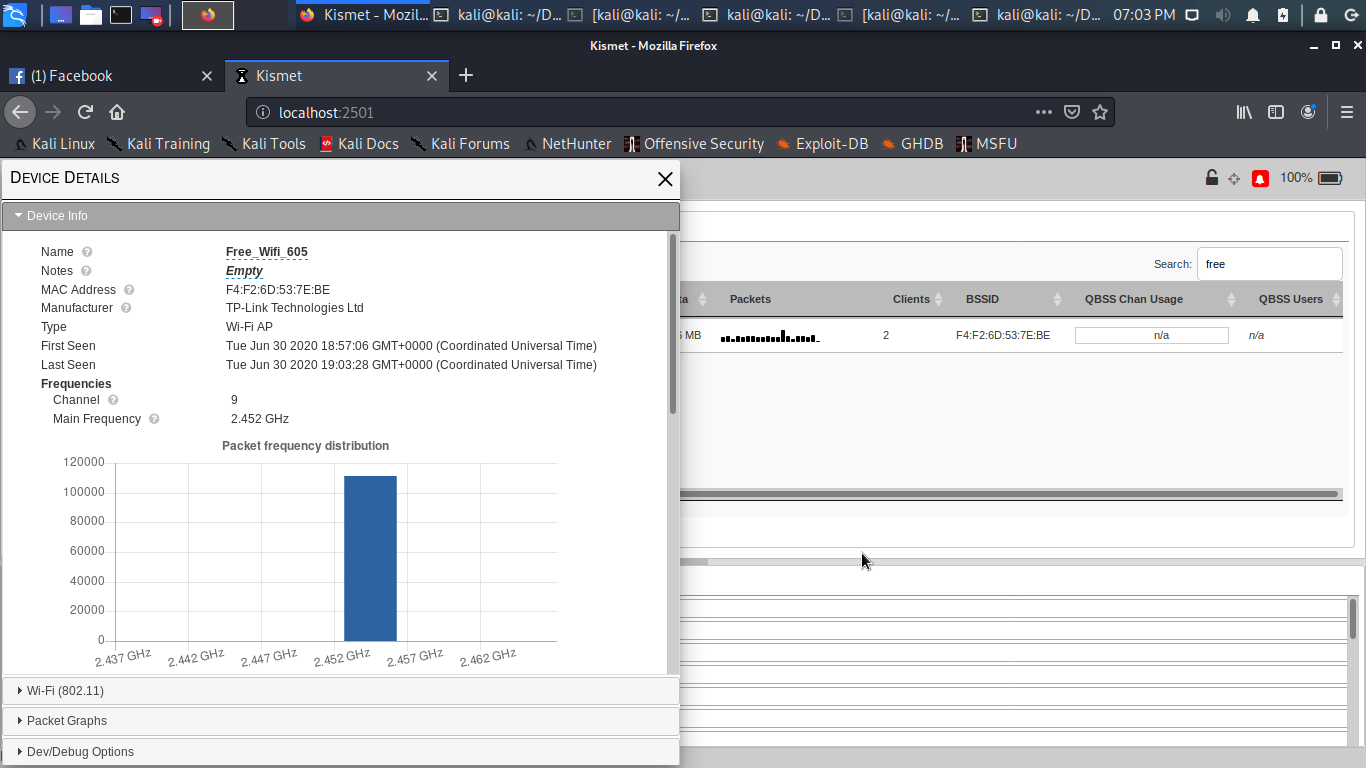 Kismet - Mozil...
kali@kali: ~/D...
[kali@kali: ~/...
kali@kali: ~/D...
[kali@kali: ~/...
kali@kali: ~/D...
07:03 PM
Kismet - Mozilla Firefox
(1) Facebook
Kismet
localhost:2501
Kali Linux
Kali Training
Kali Tools
Kali Docs
Kali Forums
NetHunter
Offensive Security
Exploit-DB
GHDB
MSFU
DEVICE DETAILS
100%
Device Info
Name Free_Wifi_605
Notes Empty
MAC Address F4:F2:6D:53:7E:BE
Manufacturer TP-Link Technologies Ltd
Type Wi-Fi AP
First Seen Tue Jun 30 2020 18:57:06 GMT+0000 (Coordinated Universal Time)
Last Seen Tue Jun 30 2020 19:03:28 GMT+0000 (Coordinated Universal Time)
Frequencies
Channel 9
Main Frequency 2.452 GHz
Packet frequency distribution
120000
100000
80000
60000
40000
20000
0
2.437 GHz 2.442 GHz 2.447 GHz 2.452 GHz 2.457 GHz 2.462 GHz
Wi-Fi (802.11)
Packet Graphs
Dev/Debug Options
Search: free
ta Packets Clients BSSID QBSS Chan Usage QBSS Users
MB 2 F4:F2:6D:53:7E:BE n/a n/a